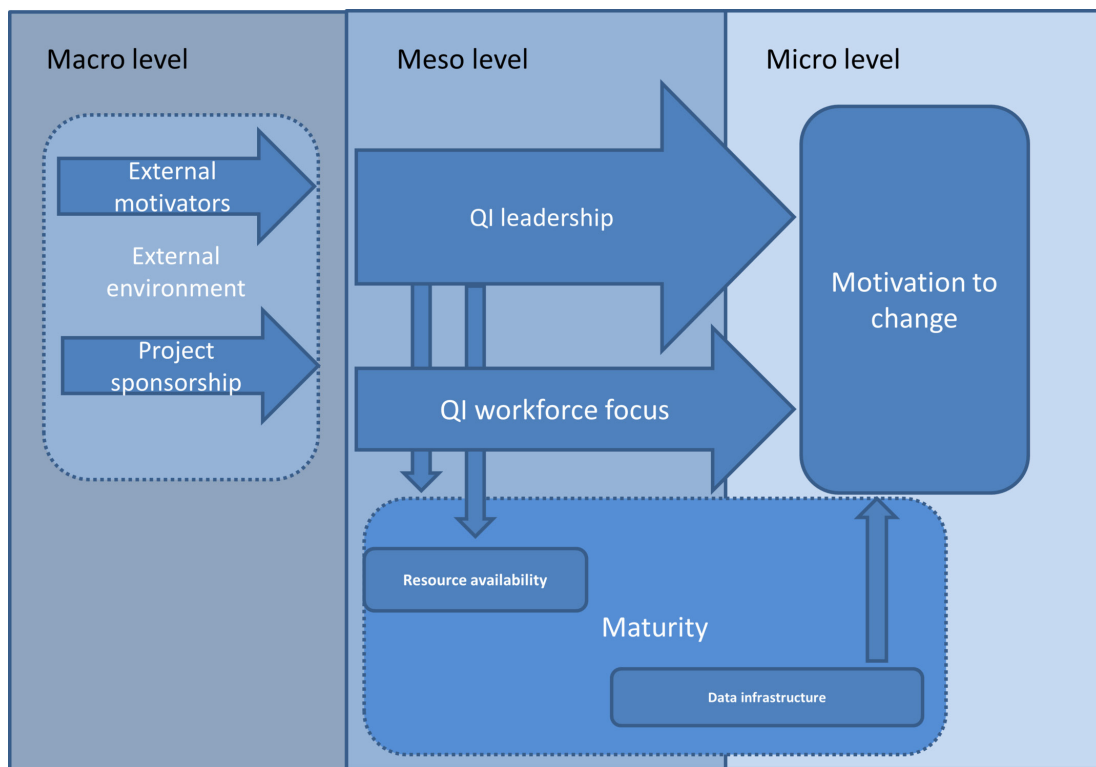 Macro level
Meso level
Micro level
External
motivators
External
environment
Project
sponsorship
QI leadership
QI workforce focus
Motivation to
change
Resource availability
Maturity
Data infrastructure